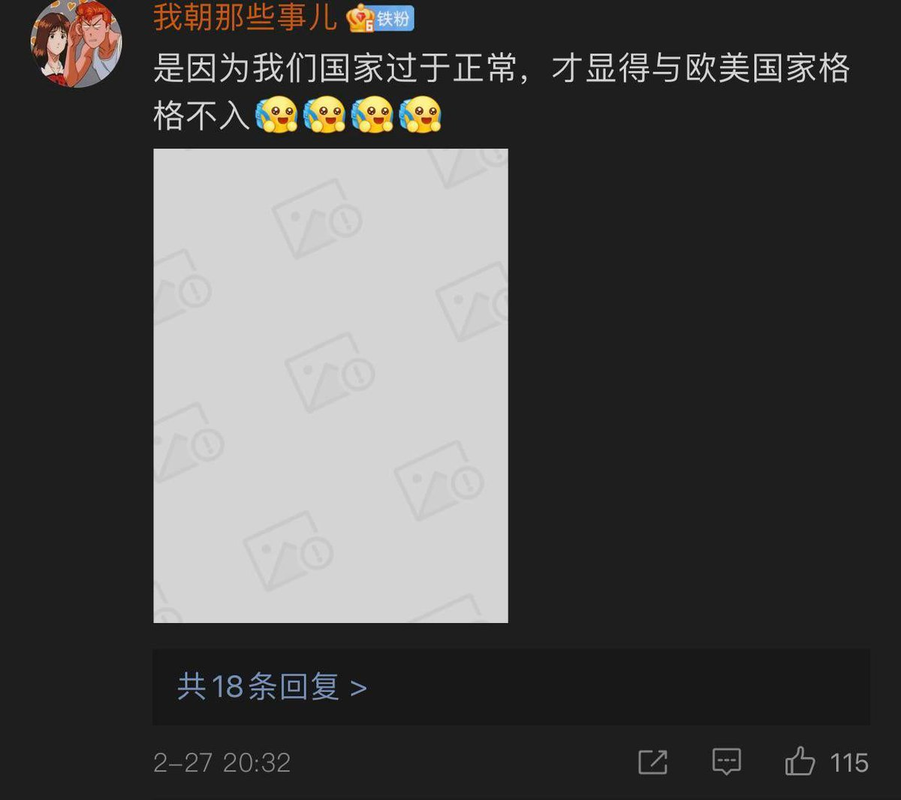 我朝那些事儿 铁粉
是因为我们国家过于正常，才显得与欧美国家格
格不入
共18条回复 >
2-27 20:32
115